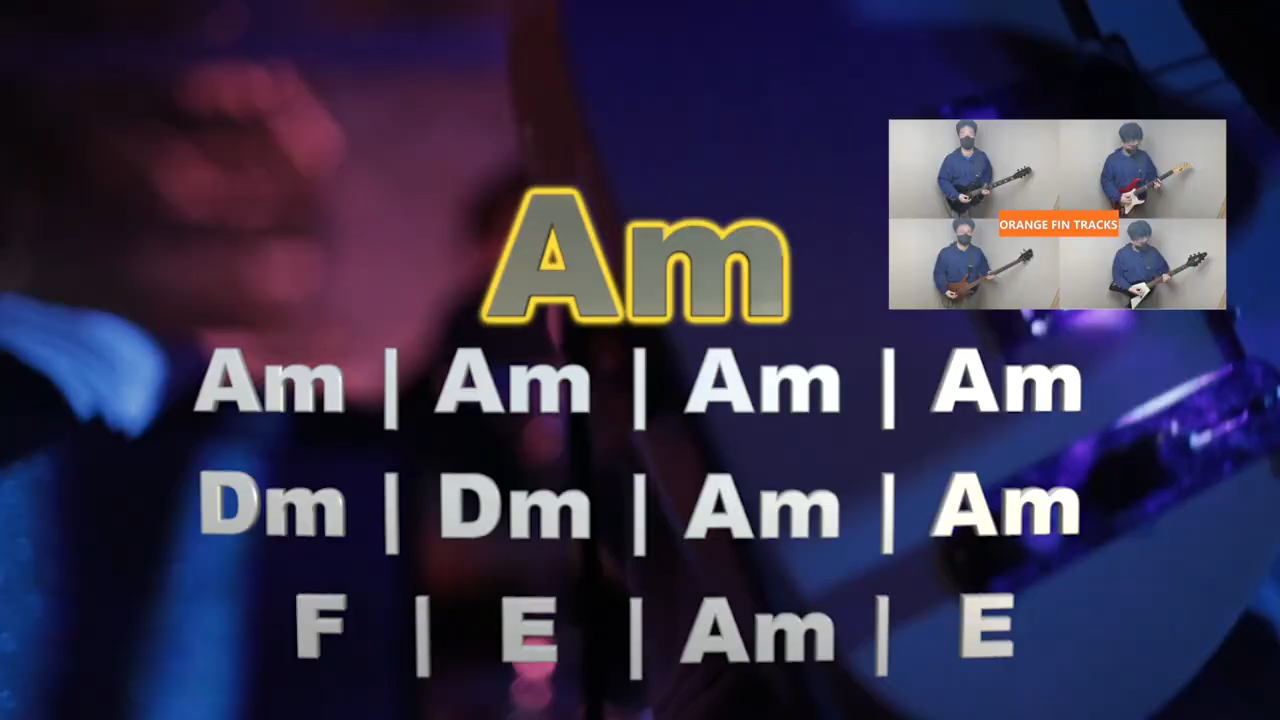 ORANGE FIN TRACKS
Am
Am | Am | Am | Am
Dm | Dm | Am | Am
F | E | Am | E